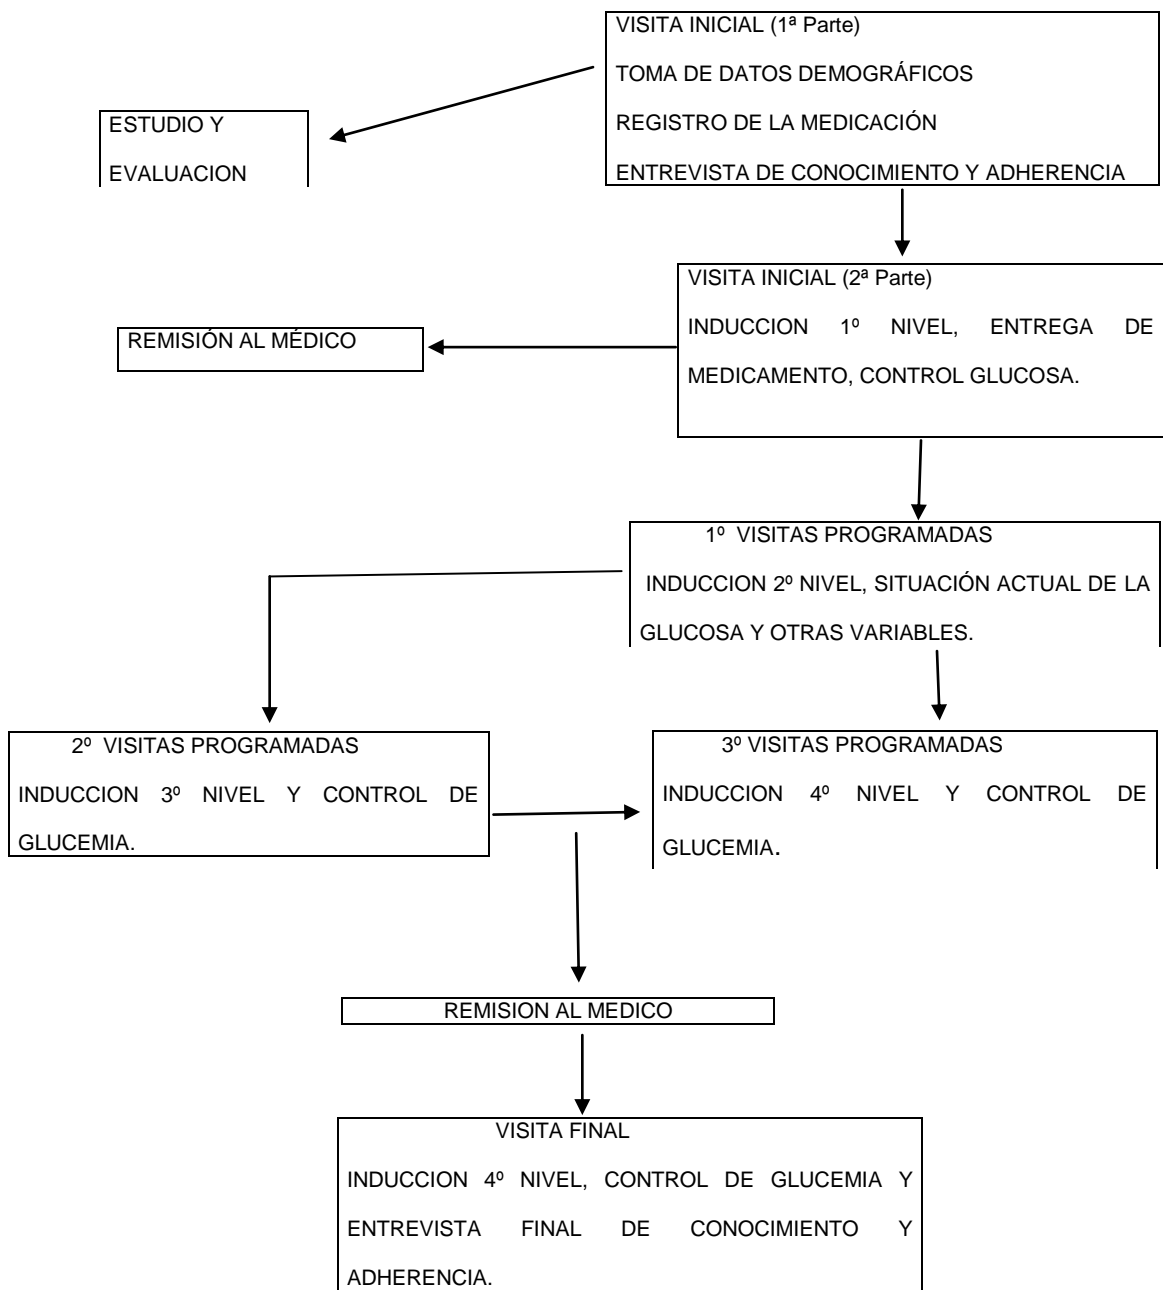 VISITA INICIAL (1ª Parte)
TOMA DE DATOS DEMOGRÁFICOS
REGISTRO DE LA MEDICACIÓN
ENTREVISTA DE CONOCIMIENTO Y ADHERENCIA
ESTUDIO Y
EVALUACION
VISITA INICIAL (2ª Parte)
INDUCCION 1º NIVEL, ENTREGA DE
MEDICAMENTO, CONTROL GLUCOSA.
REMISIÓN AL MÉDICO
1º VISITAS PROGRAMADAS
INDUCCION 2º NIVEL, SITUACIÓN ACTUAL DE LA
GLUCOSA Y OTRAS VARIABLES.
2º VISITAS PROGRAMADAS
INDUCCION 3º NIVEL Y CONTROL DE
GLUCEMIA.
3º VISITAS PROGRAMADAS
INDUCCION 4º NIVEL Y CONTROL DE
GLUCEMIA.
REMISION AL MEDICO
VISITA FINAL
INDUCCION 4º NIVEL, CONTROL DE GLUCEMIA Y
ENTREVISTA FINAL DE CONOCIMIENTO Y
ADHERENCIA.